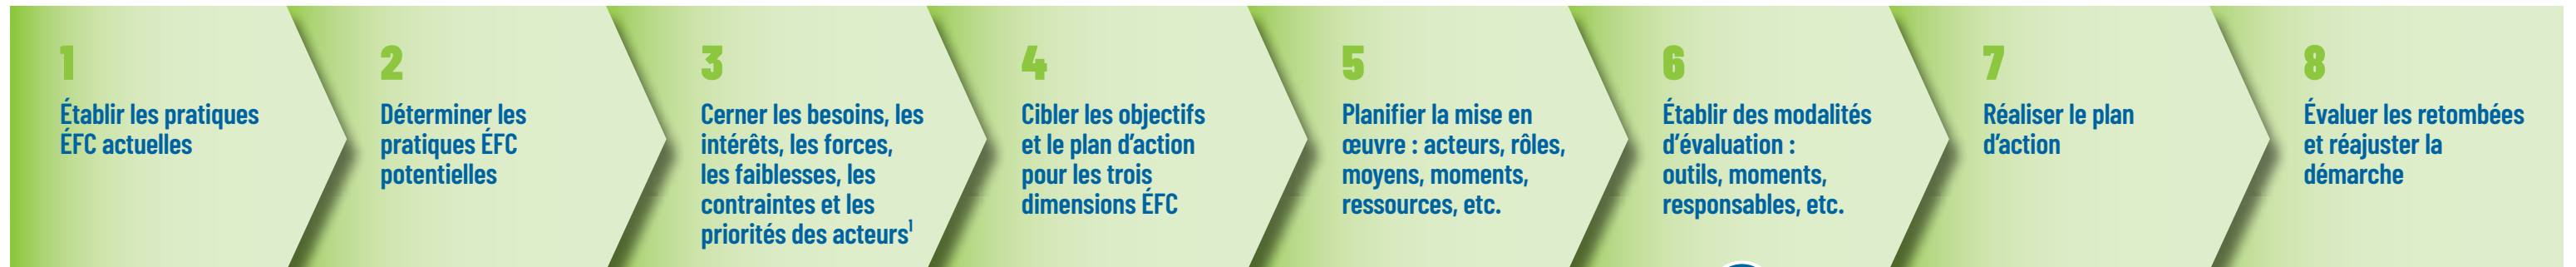 1
Établir les pratiques
ÉFC actuelles
2
Déterminer les
pratiques ÉFC
potentielles
3
Cerner les besoins, les
intérêts, les forces,
les faiblesses, les
contraintes et les
priorités des acteurs¹
4
Cibler les objectifs
et le plan d’action
pour les trois
dimensions ÉFC
5
Planifier la mise en
œuvre : acteurs, rôles,
moyens, moments,
ressources, etc.
6
Établir des modalités
d’évaluation :
outils, moments,
responsables, etc.
7
Réaliser le plan
d’action
8
Évaluer les retombées
et réajuster la
démarche